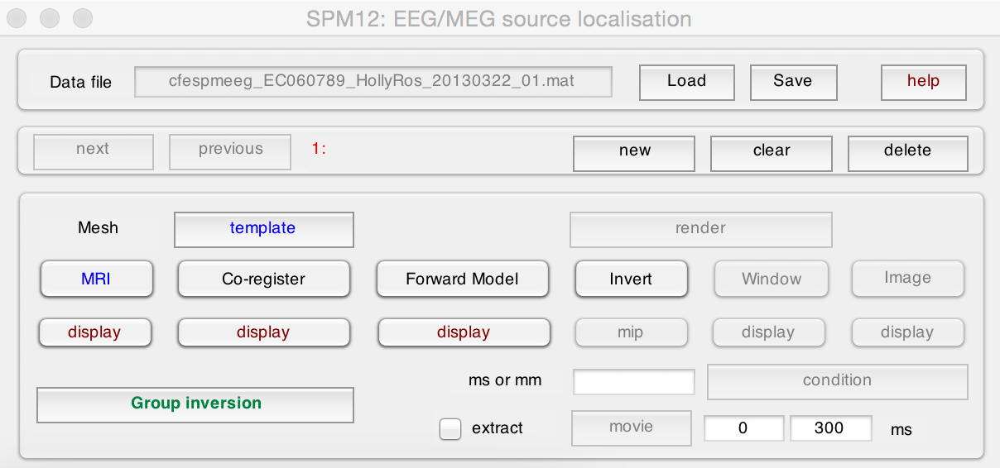 SPM12: EEG/MEG source localisation
Data file cfespmeeg_EC060789_HollyRos_20130322_01.mat Load Save help
next previous 1: new clear delete
Mesh template render
MRI Co-register Forward Model Invert Window Image
display display display mip display display
ms or mm condition
Group inversion
extract movie 0 300 ms